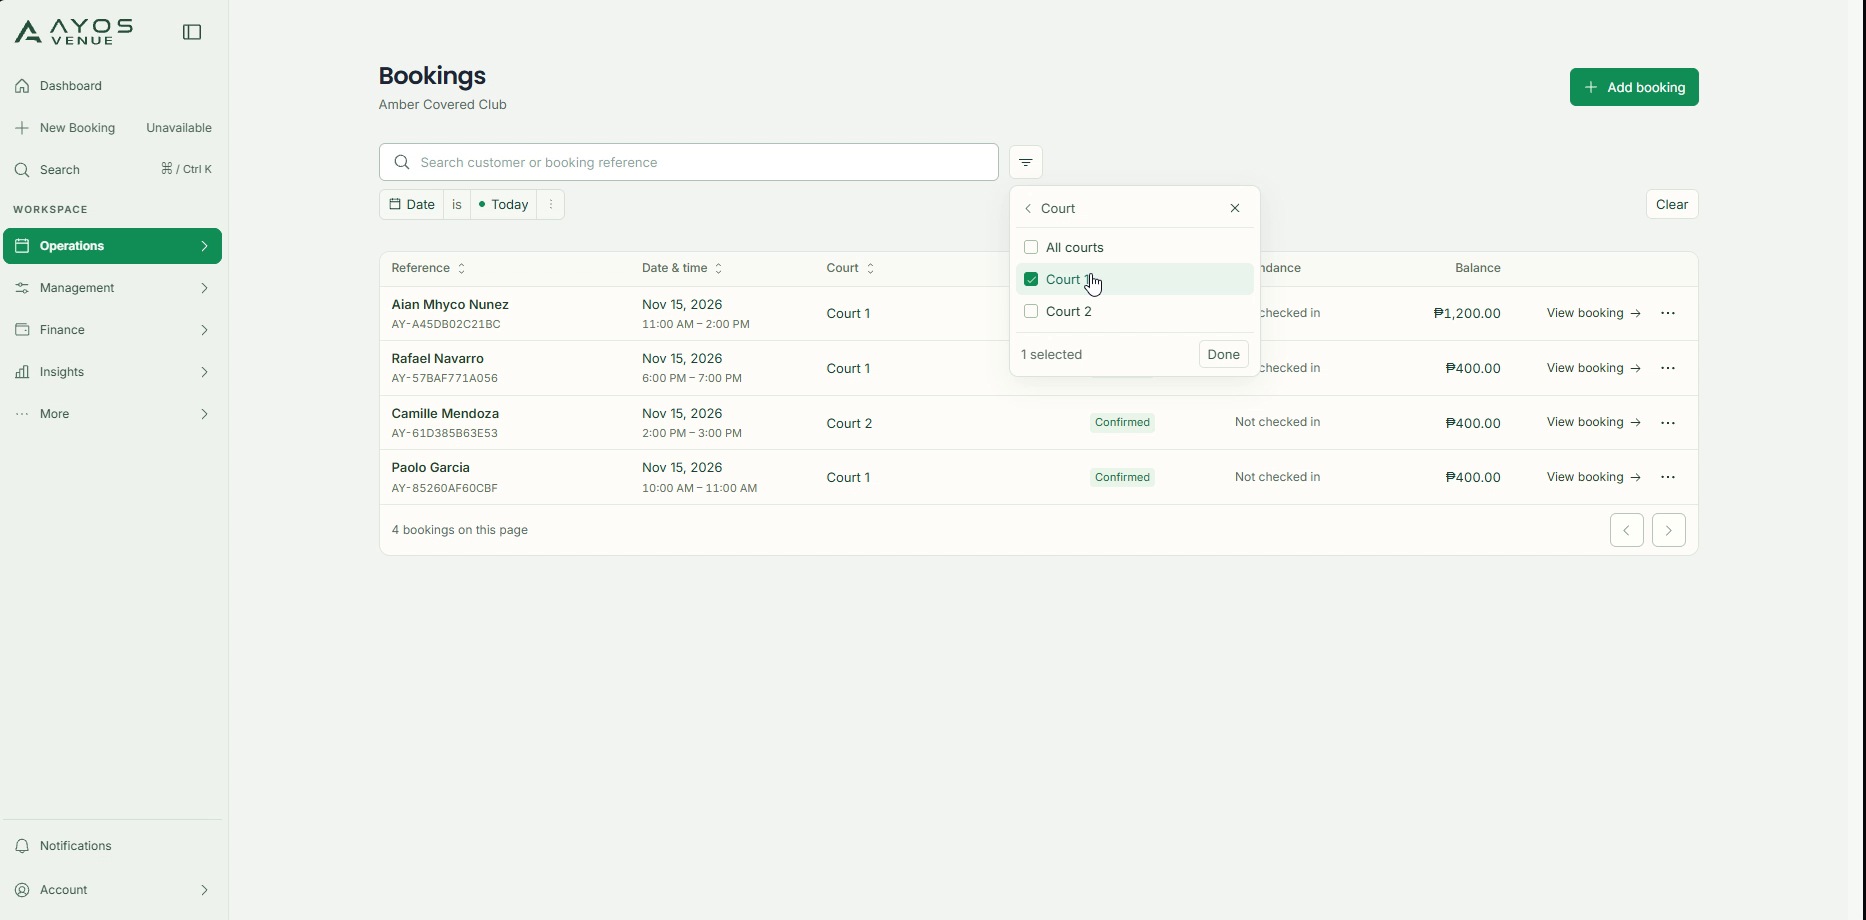 AYOS
VENUE
Dashboard
New Booking Unavailable
Search ⌘ / Ctrl K
WORKSPACE
Operations
Management
Finance
Insights
More
Notifications
Account
Bookings
Amber Covered Club
Add booking
Search customer or booking reference
Date is Today
Clear
Court
All courts
Court 1
Court 2
1 selected Done
Reference Date & time Court ndance Balance
Aian Mhyco Nunez Nov 15, 2026
AY-A45DB02C21BC 11:00 AM – 2:00 PM Court 1 checked in ₱1,200.00 View booking →
Rafael Navarro Nov 15, 2026
AY-57BAF771A056 6:00 PM – 7:00 PM Court 1 checked in ₱400.00 View booking →
Camille Mendoza Nov 15, 2026
AY-61D385B63E53 2:00 PM – 3:00 PM Court 2 Confirmed Not checked in ₱400.00 View booking →
Paolo Garcia Nov 15, 2026
AY-85260AF60CBF 10:00 AM – 11:00 AM Court 1 Confirmed Not checked in ₱400.00 View booking →
4 bookings on this page